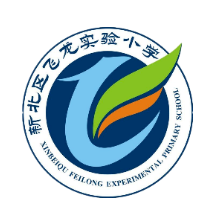 新北区飞龙实验小学
XINBEIQU FEILONG EXPERIMENTAL PRIMARY SCHOOL